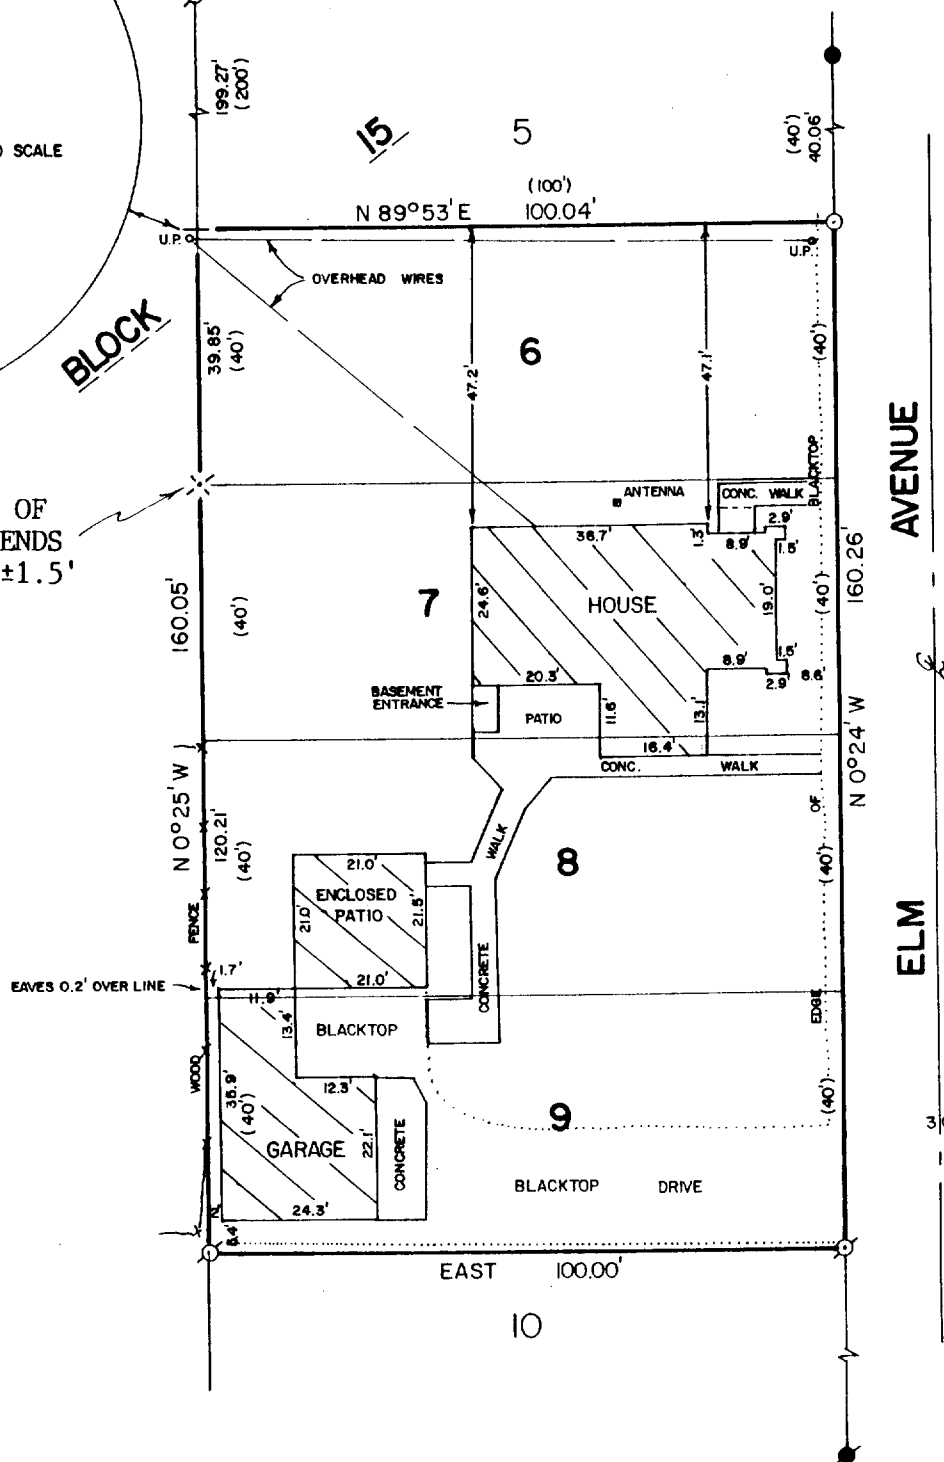 199.27'
(200')
15
5
(40')
40.06'
SCALE
(100')
N 89°53' E 100.04'
U.P.
U.P.
OVERHEAD WIRES
BLOCK
39.85'
(40')
6
(40')
47.2'
47.1'
AVENUE
BLACKTOP
ANTENNA
CONC. WALK
OF
ENDS
±1.5'
36.7'
1.3'
2.9'
8.9'
1.5'
160.26'
160.05'
(40')
7
24.6'
HOUSE
19.0'
(40')
8.9'
1.5'
2.9'
8.6'
20.3'
BASEMENT
ENTRANCE
PATIO
11.6'
13.1'
16.4'
CONC. WALK
N 0°24' W
N 0°25' W
120.21'
(40')
WALK
8
OF
(40')
21.0'
ENCLOSED
PATIO
21.0'
21.5'
21.0'
FENCE
ELM
1.7'
EAVES 0.2' OVER LINE
11.9'
CONCRETE
EDGE
13.4'
BLACKTOP
WOOD
35.9'
(40')
12.3'
9
(40')
GARAGE
22.1'
CONCRETE
BLACKTOP DRIVE
24.3'
EAST 100.00'
10